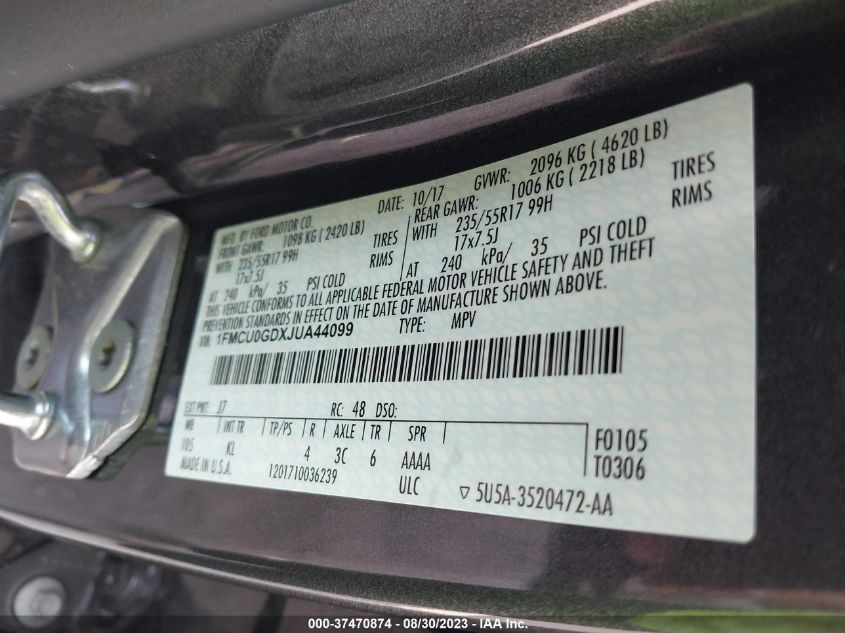 MFD. BY FORD MOTOR CO. DATE: 10/17 GVWR: 2096 KG ( 4620 LB)
FRONT GAWR: 1098 KG ( 2420 LB) REAR GAWR: 1006 KG ( 2218 LB)
WITH 235/55R17 99H TIRES WITH 235/55R17 99H TIRES
17x7.5J RIMS 17x7.5J RIMS
AT 240 kPa/ 35 PSI COLD AT 240 kPa/ 35 PSI COLD
THIS VEHICLE CONFORMS TO ALL APPLICABLE FEDERAL MOTOR VEHICLE SAFETY AND THEFT
PREVENTION STANDARDS IN EFFECT ON THE DATE OF MANUFACTURE SHOWN ABOVE.
VIN: 1FMCU0GDXJUA44099 TYPE: MPV
EXT PNT: J7 RC: 48 DSO:
WB INT TR TP/PS R AXLE TR SPR F0105
105 KL 4 3C 6 AAAA T0306
MADE IN U.S.A. 1201710036239 ULC ▽ 5U5A-3520472-AA
000-37470874 - 08/30/2023 - IAA Inc.